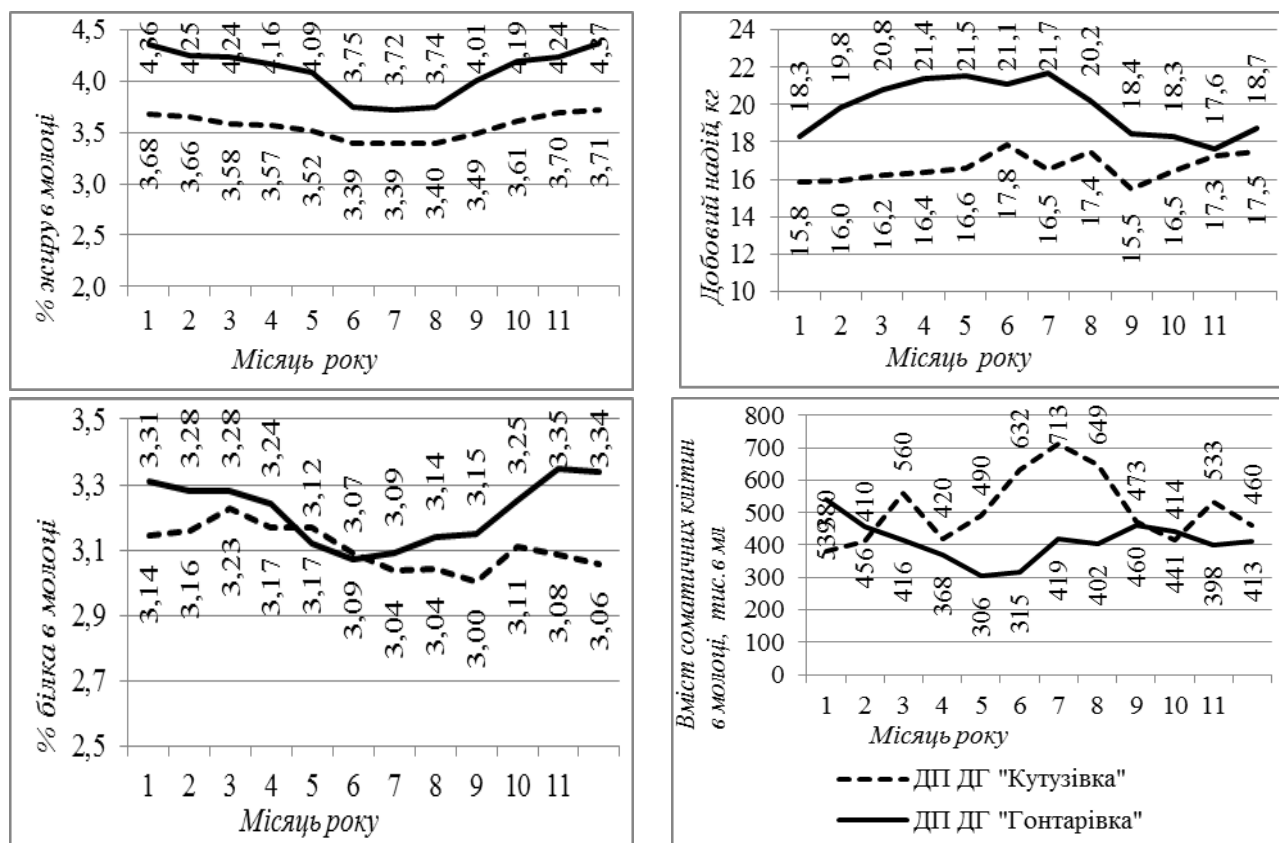 % жиру в молоці
4,5
4,0
3,5
3,0
2,5
2,0
4,36 4,25 4,24 4,16 4,09 3,75 3,72 3,74 4,01 4,19 4,24 4,37
3,68 3,66 3,58 3,57 3,52 3,39 3,39 3,40 3,49 3,61 3,70 3,71
1 2 3 4 5 6 7 8 9 10 11
Місяць року
Добовий надій, кг
24
22
20
18
16
14
12
10
18,3 19,8 20,8 21,4 21,5 21,1 21,7 20,2 18,4 18,3 17,6 18,7
15,8 16,0 16,2 16,4 16,6 17,8 16,5 17,4 15,5 16,5 17,3 17,5
1 2 3 4 5 6 7 8 9 10 11
Місяць року
% білка в молоці
3,5
3,3
3,1
2,9
2,7
2,5
3,31 3,28 3,28 3,24 3,12 3,07 3,09 3,14 3,15 3,25 3,35 3,34
3,14 3,16 3,23 3,17 3,17 3,09 3,04 3,04 3,00 3,11 3,08 3,06
1 2 3 4 5 6 7 8 9 10 11
Місяць року
Вміст соматичних клітин
в молоці, тис.в мл
800
700
600
500
400
300
200
100
0
380 410 560 420 490 632 713 649 473 414 533 460
539 456 416 368 306 315 419 402 460 441 398 413
1 2 3 4 5 6 7 8 9 10 11
Місяць року
ДП ДГ "Кутузівка"
ДП ДГ "Гонтарівка"